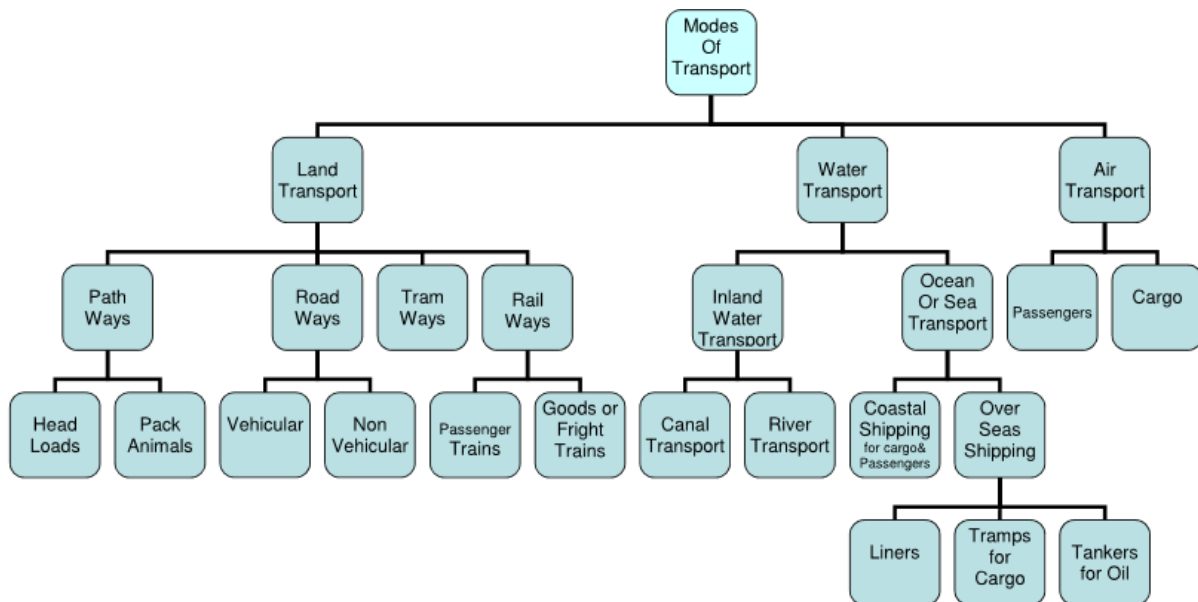 Modes
Of
Transport
Land
Transport
Water
Transport
Air
Transport
Path
Ways
Road
Ways
Tram
Ways
Rail
Ways
Inland
Water
Transport
Ocean
Or Sea
Transport
Passengers
Cargo
Head
Loads
Pack
Animals
Vehicular
Non
Vehicular
Passenger
Trains
Goods or
Fright
Trains
Canal
Transport
River
Transport
Coastal
Shipping
for cargo&
Passengers
Over
Seas
Shipping
Liners
Tramps
for
Cargo
Tankers
for Oil